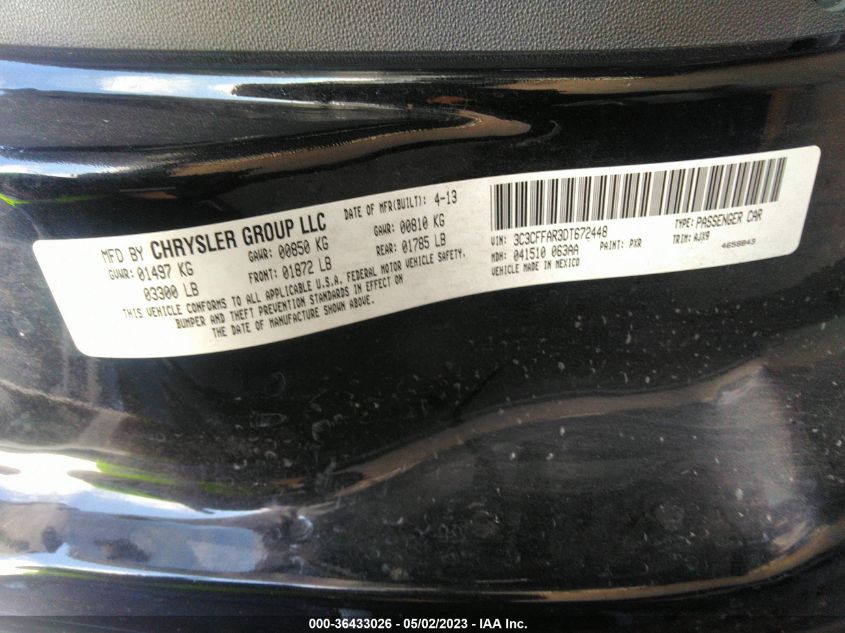 MFD BY CHRYSLER GROUP LLC DATE OF MFR(BUILT): 4-13
GVWR: 01497 KG GAWR: 00850 KG GAWR: 00810 KG
03300 LB FRONT: 01872 LB REAR: 01785 LB
THIS VEHICLE CONFORMS TO ALL APPLICABLE U.S.A. FEDERAL MOTOR VEHICLE SAFETY,
BUMPER AND THEFT PREVENTION STANDARDS IN EFFECT ON
THE DATE OF MANUFACTURE SHOWN ABOVE.
VIN: 3C3CFFAR3DT672448 TYPE: PASSENGER CAR
MDH: 041510 063AA PAINT: PXR TRIM: AJX9
VEHICLE MADE IN MEXICO 4658843
000-36433026 - 05/02/2023 - © IAA Inc.